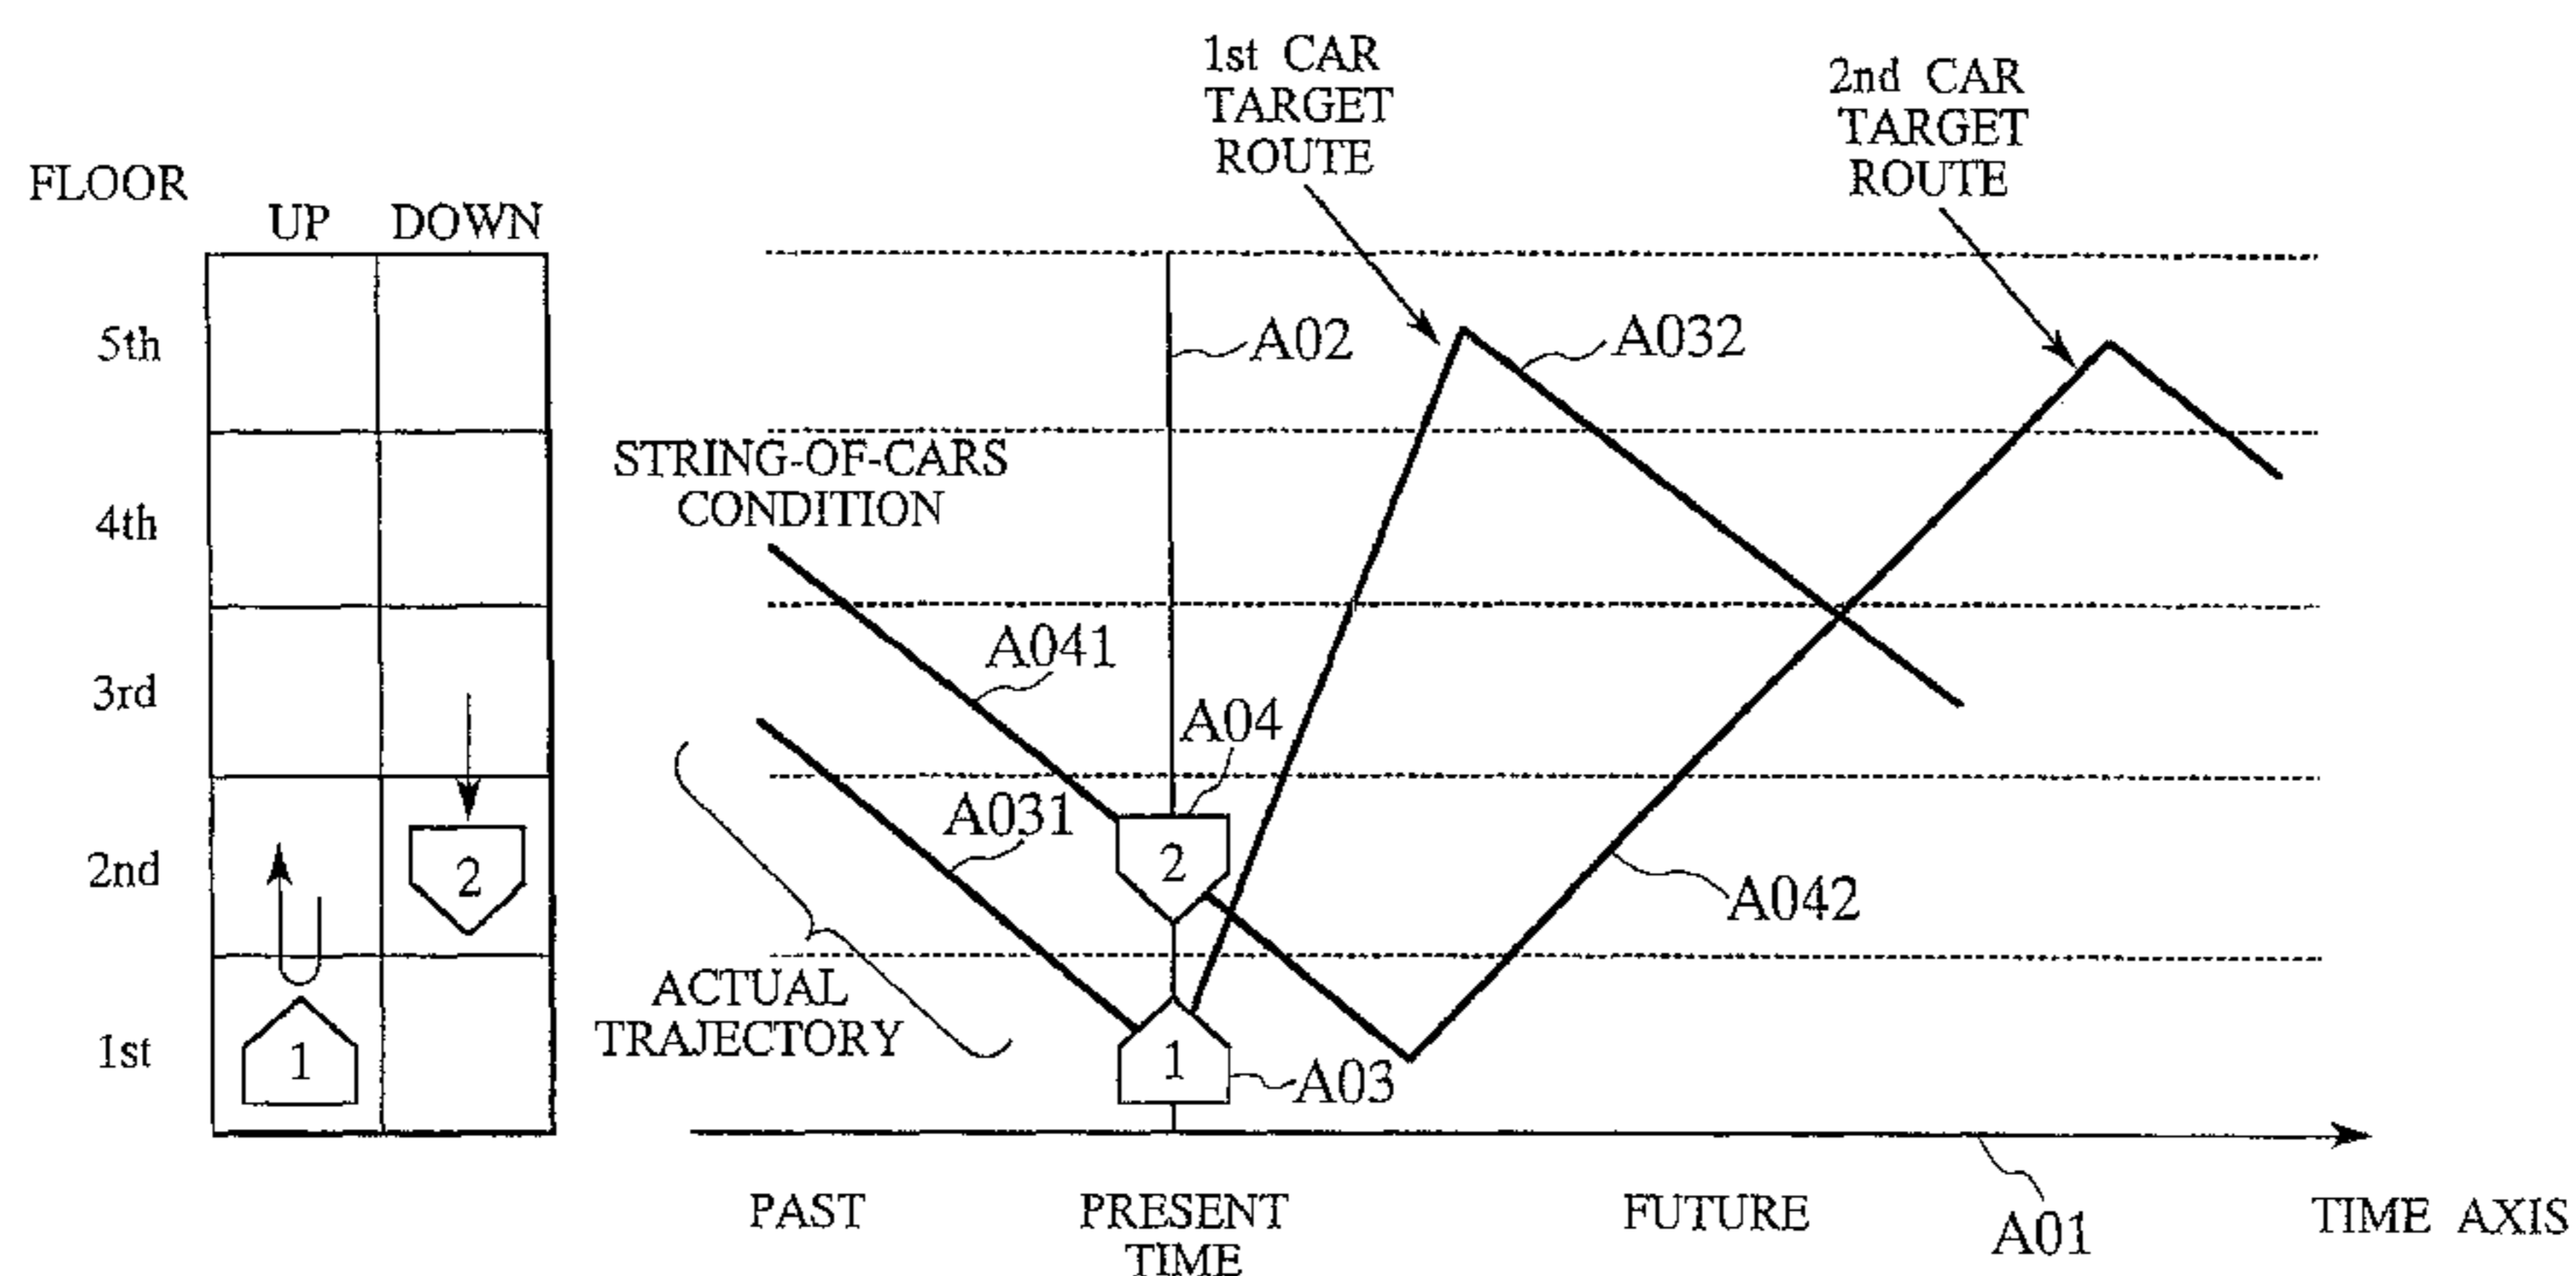 1st CAR
TARGET
ROUTE
2nd CAR
TARGET
ROUTE
FLOOR
UP DOWN
5th
4th
3rd
2nd
1st
2
1
A02
A032
STRING-OF-CARS
CONDITION
A041
A04
A031
2
A042
ACTUAL
TRAJECTORY
1
A03
PAST
PRESENT
TIME
FUTURE
A01
TIME AXIS